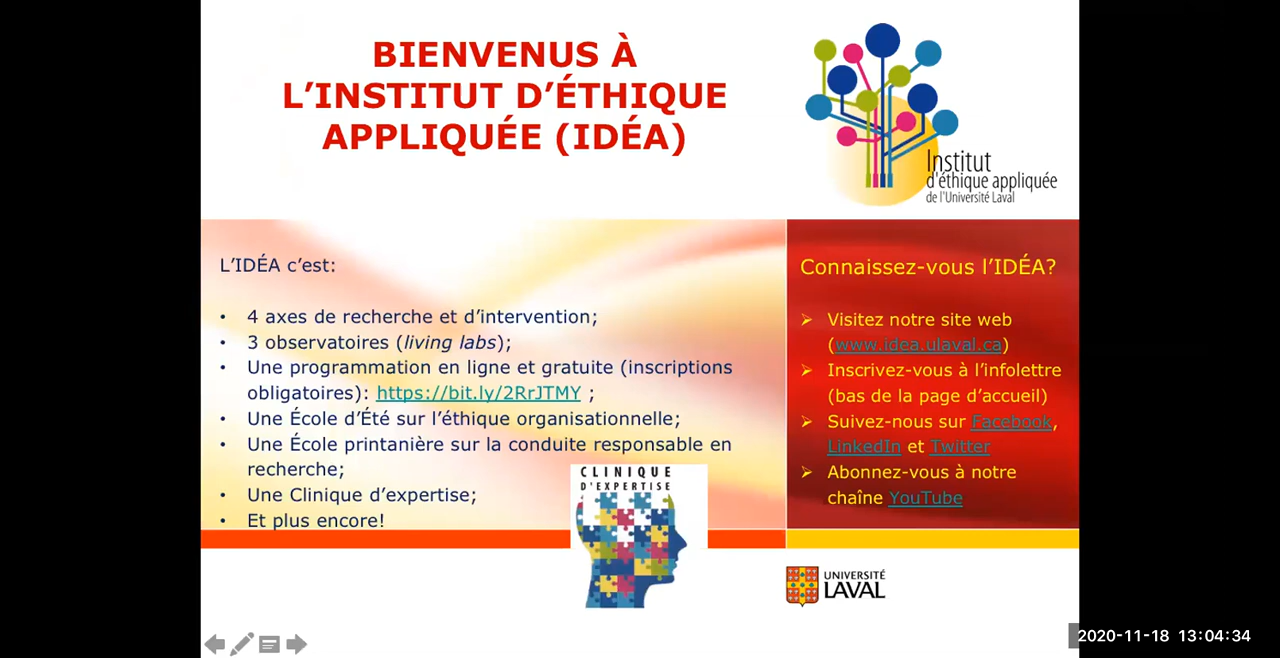 BIENVENUS À
L’INSTITUT D’ÉTHIQUE
APPLIQUÉE (IDÉA)
Institut
d'éthique appliquée
de l'Université Laval
L’IDÉA c’est:
• 4 axes de recherche et d’intervention;
• 3 observatoires (living labs);
• Une programmation en ligne et gratuite (inscriptions
obligatoires): https://bit.ly/2RrJTMY ;
• Une École d’Été sur l’éthique organisationnelle;
• Une École printanière sur la conduite responsable en
recherche;
• Une Clinique d’expertise;
• Et plus encore!
CLINIQUE
D'EXPERTISE
Connaissez-vous l’IDÉA?
➢ Visitez notre site web
(www.idea.ulaval.ca)
➢ Inscrivez-vous à l’infolettre
(bas de la page d’accueil)
➢ Suivez-nous sur Facebook,
LinkedIn et Twitter
➢ Abonnez-vous à notre
chaîne YouTube
UNIVERSITÉ
LAVAL
2020-11-18 13:04:34